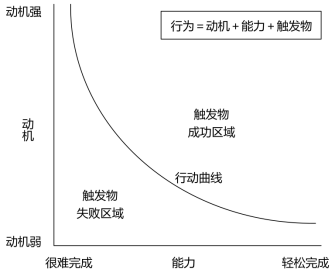 动机强
行为 = 动机 + 能力 + 触发物
动
机
触发物
成功区域
行动曲线
触发物
失败区域
动机弱
很难完成
能力
轻松完成